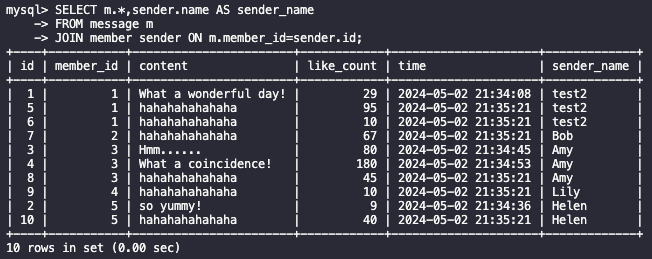 mysql> SELECT m.*,sender.name AS sender_name
    -> FROM message m
    -> JOIN member sender ON m.member_id=sender.id;
+----+-----------+----------------------+------------+---------------------+-------------+
| id | member_id | content              | like_count | time                | sender_name |
+----+-----------+----------------------+------------+---------------------+-------------+
|  1 |         1 | What a wonderful day! |         29 | 2024-05-02 21:34:08 | test2       |
|  5 |         1 | hahahahahahaha       |         95 | 2024-05-02 21:35:21 | test2       |
|  6 |         1 | hahahahahahaha       |         10 | 2024-05-02 21:35:21 | test2       |
|  7 |         2 | hahahahahahaha       |         67 | 2024-05-02 21:35:21 | Bob         |
|  3 |         3 | Hmm......            |         80 | 2024-05-02 21:34:45 | Amy         |
|  4 |         3 | What a coincidence!  |        180 | 2024-05-02 21:34:53 | Amy         |
|  8 |         3 | hahahahahahaha       |         45 | 2024-05-02 21:35:21 | Amy         |
|  9 |         4 | hahahahahahaha       |         10 | 2024-05-02 21:35:21 | Lily        |
|  2 |         5 | so yummy!            |          9 | 2024-05-02 21:34:36 | Helen       |
| 10 |         5 | hahahahahahaha       |         40 | 2024-05-02 21:35:21 | Helen       |
+----+-----------+----------------------+------------+---------------------+-------------+
10 rows in set (0.00 sec)